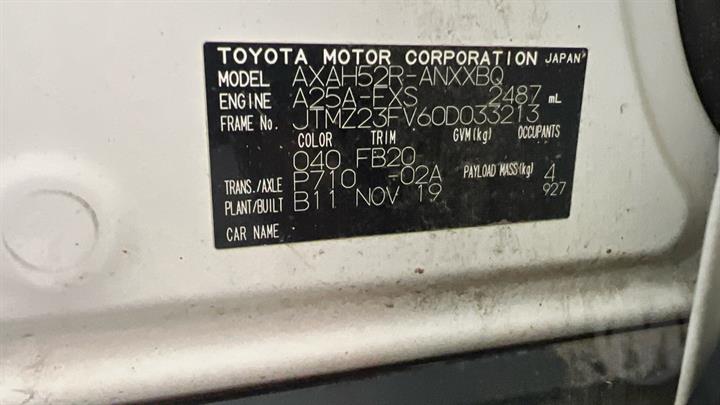 TOYOTA MOTOR CORPORATION JAPAN
MODEL AXAH52R-ANXXBQ
ENGINE A25A-FXS 2487 mL
FRAME No. JTMZ23FV60D033213
COLOR TRIM GVM(kg) OCCUPANTS
040 FB20
TRANS./AXLE P710 -02A PAYLOAD MASS(kg) 4
PLANT/BUILT B11 NOV 19 927
CAR NAME